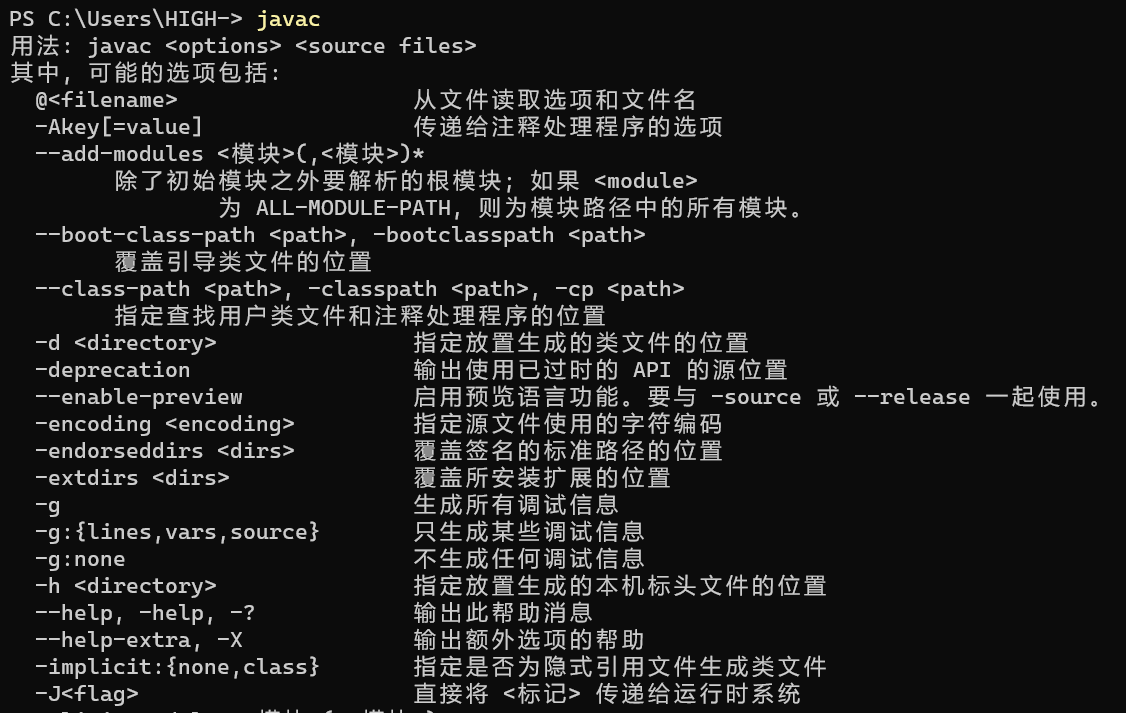 PS C:\Users\HIGH-> javac
用法: javac <options> <source files>
其中, 可能的选项包括:
@<filename> 从文件读取选项和文件名
-Akey[=value] 传递给注释处理程序的选项
--add-modules <模块>(,<模块>)*
除了初始模块之外要解析的根模块; 如果 <module>
为 ALL-MODULE-PATH, 则为模块路径中的所有模块。
--boot-class-path <path>, -bootclasspath <path>
覆盖引导类文件的位置
--class-path <path>, -classpath <path>, -cp <path>
指定查找用户类文件和注释处理程序的位置
-d <directory> 指定放置生成的类文件的位置
-deprecation 输出使用已过时的 API 的源位置
--enable-preview 启用预览语言功能。要与 -source 或 --release 一起使用。
-encoding <encoding> 指定源文件使用的字符编码
-endorseddirs <dirs> 覆盖签名的标准路径的位置
-extdirs <dirs> 覆盖所安装扩展的位置
-g 生成所有调试信息
-g:{lines,vars,source} 只生成某些调试信息
-g:none 不生成任何调试信息
-h <directory> 指定放置生成的本机标头文件的位置
--help, -help, -? 输出此帮助消息
--help-extra, -X 输出额外选项的帮助
-implicit:{none,class} 指定是否为隐式引用文件生成类文件
-J<flag> 直接将 <标记> 传递给运行时系统